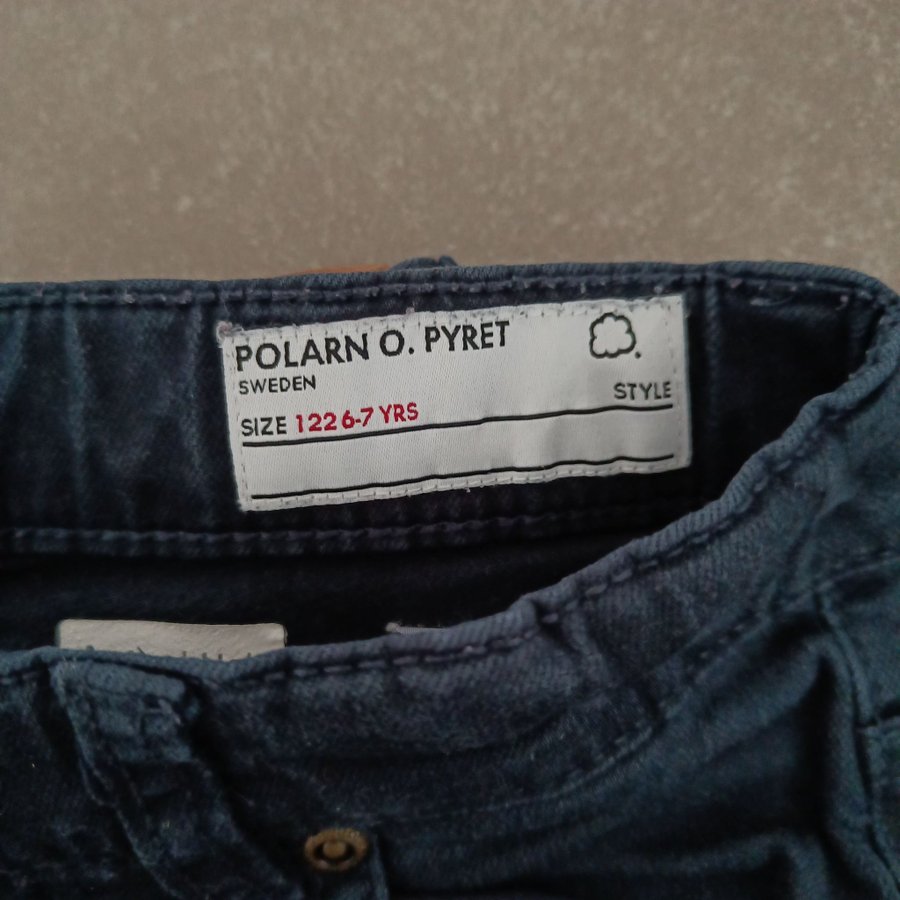 POLARN O. PYRET
SWEDEN
STYLE
SIZE 122 6-7 YRS